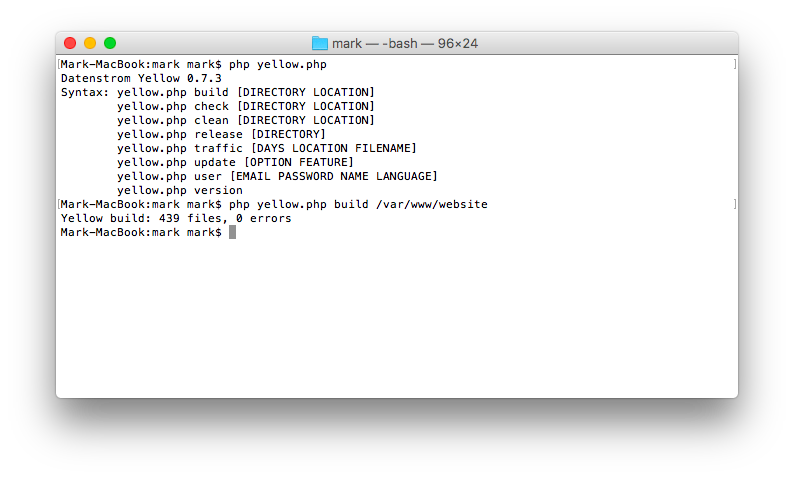 mark — -bash — 96×24
[Mark-MacBook:mark mark$ php yellow.php ]
Datenstrom Yellow 0.7.3
Syntax: yellow.php build [DIRECTORY LOCATION]
        yellow.php check [DIRECTORY LOCATION]
        yellow.php clean [DIRECTORY LOCATION]
        yellow.php release [DIRECTORY]
        yellow.php traffic [DAYS LOCATION FILENAME]
        yellow.php update [OPTION FEATURE]
        yellow.php user [EMAIL PASSWORD NAME LANGUAGE]
        yellow.php version
[Mark-MacBook:mark mark$ php yellow.php build /var/www/website ]
Yellow build: 439 files, 0 errors
Mark-MacBook:mark mark$